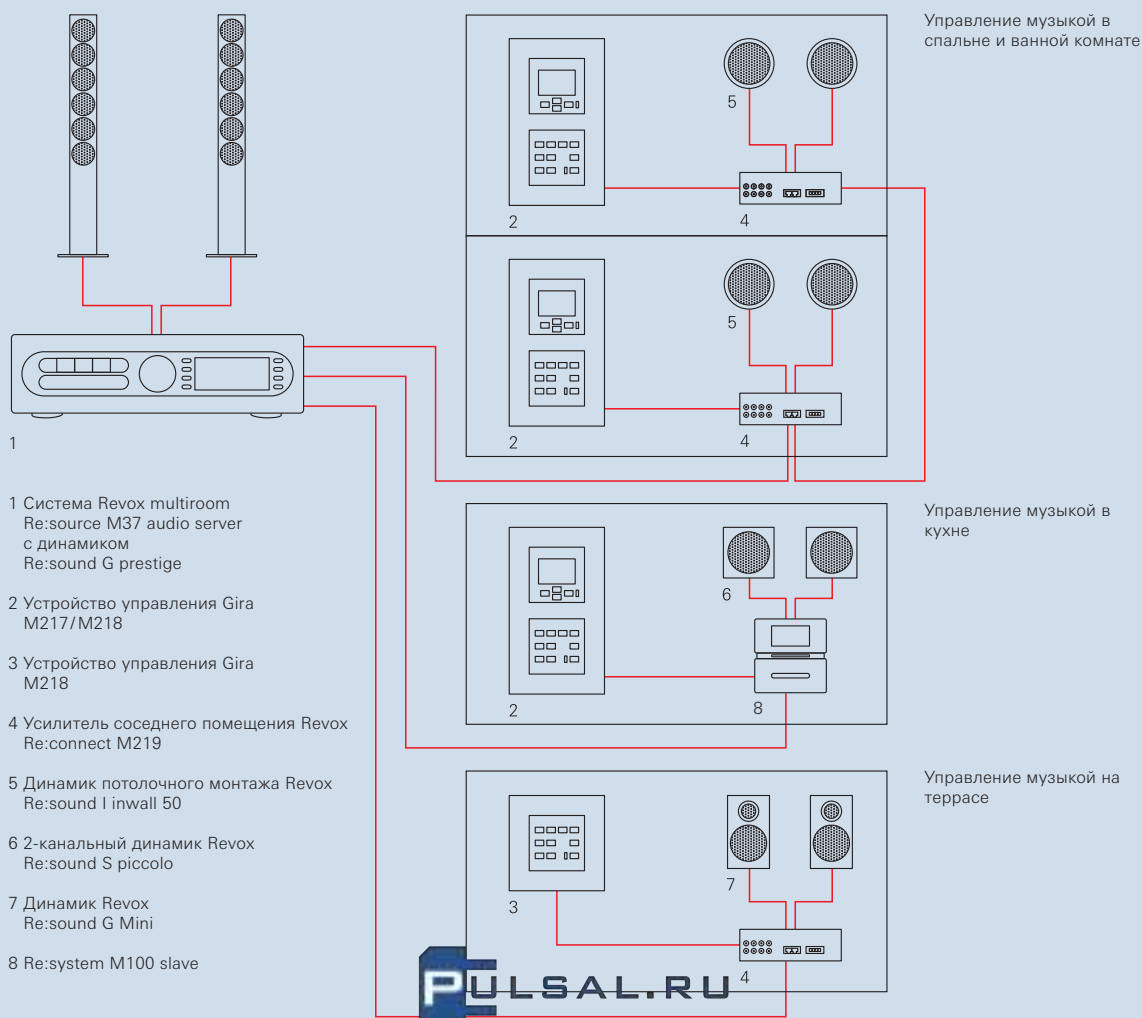 Управление музыкой в
спальне и ванной комнате
5
2
4
5
2
4
1
1 Система Revox multiroom
Re:source M37 audio server
с динамиком
Re:sound G prestige
2 Устройство управления Gira
M217/M218
3 Устройство управления Gira
M218
4 Усилитель соседнего помещения Revox
Re:connect M219
5 Динамик потолочного монтажа Revox
Re:sound I inwall 50
6 2-канальный динамик Revox
Re:sound S piccolo
7 Динамик Revox
Re:sound G Mini
8 Re:system M100 slave
Управление музыкой в
кухне
6
2
8
Управление музыкой на
террасе
7
3
4
PULSAL.RU